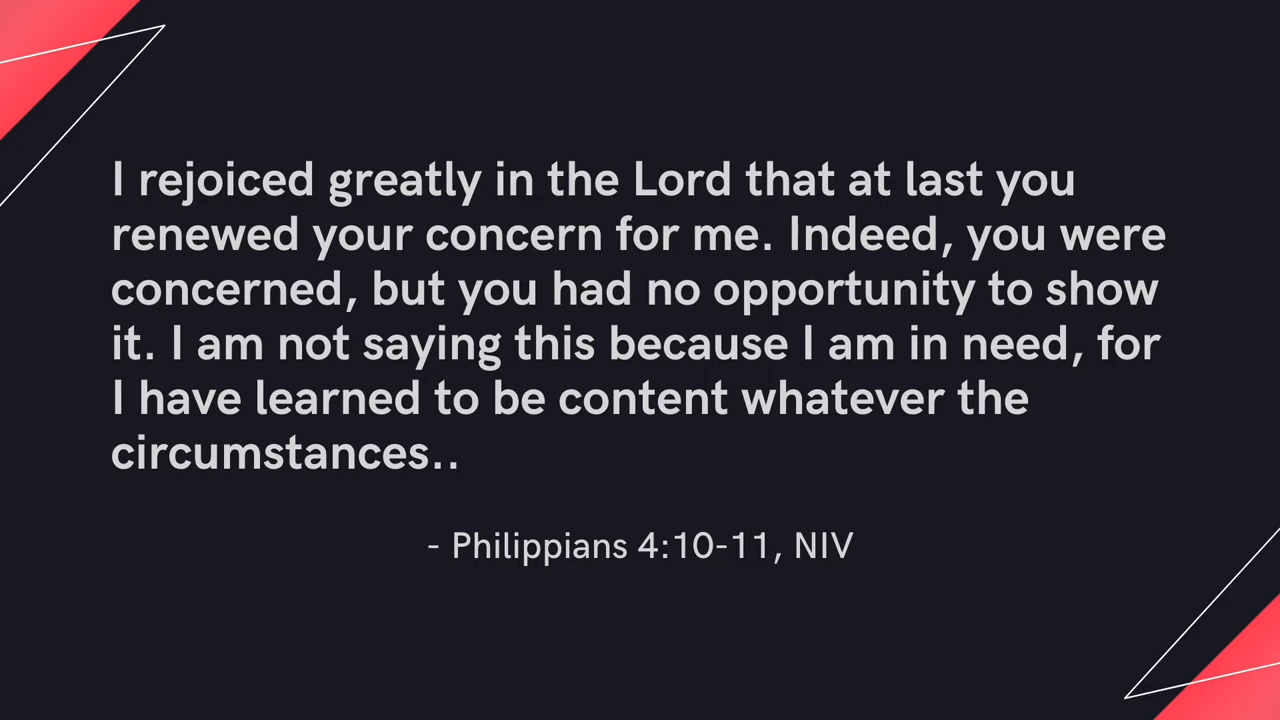 I rejoiced greatly in the Lord that at last you
renewed your concern for me. Indeed, you were
concerned, but you had no opportunity to show
it. I am not saying this because I am in need, for
I have learned to be content whatever the
circumstances..
- Philippians 4:10-11, NIV